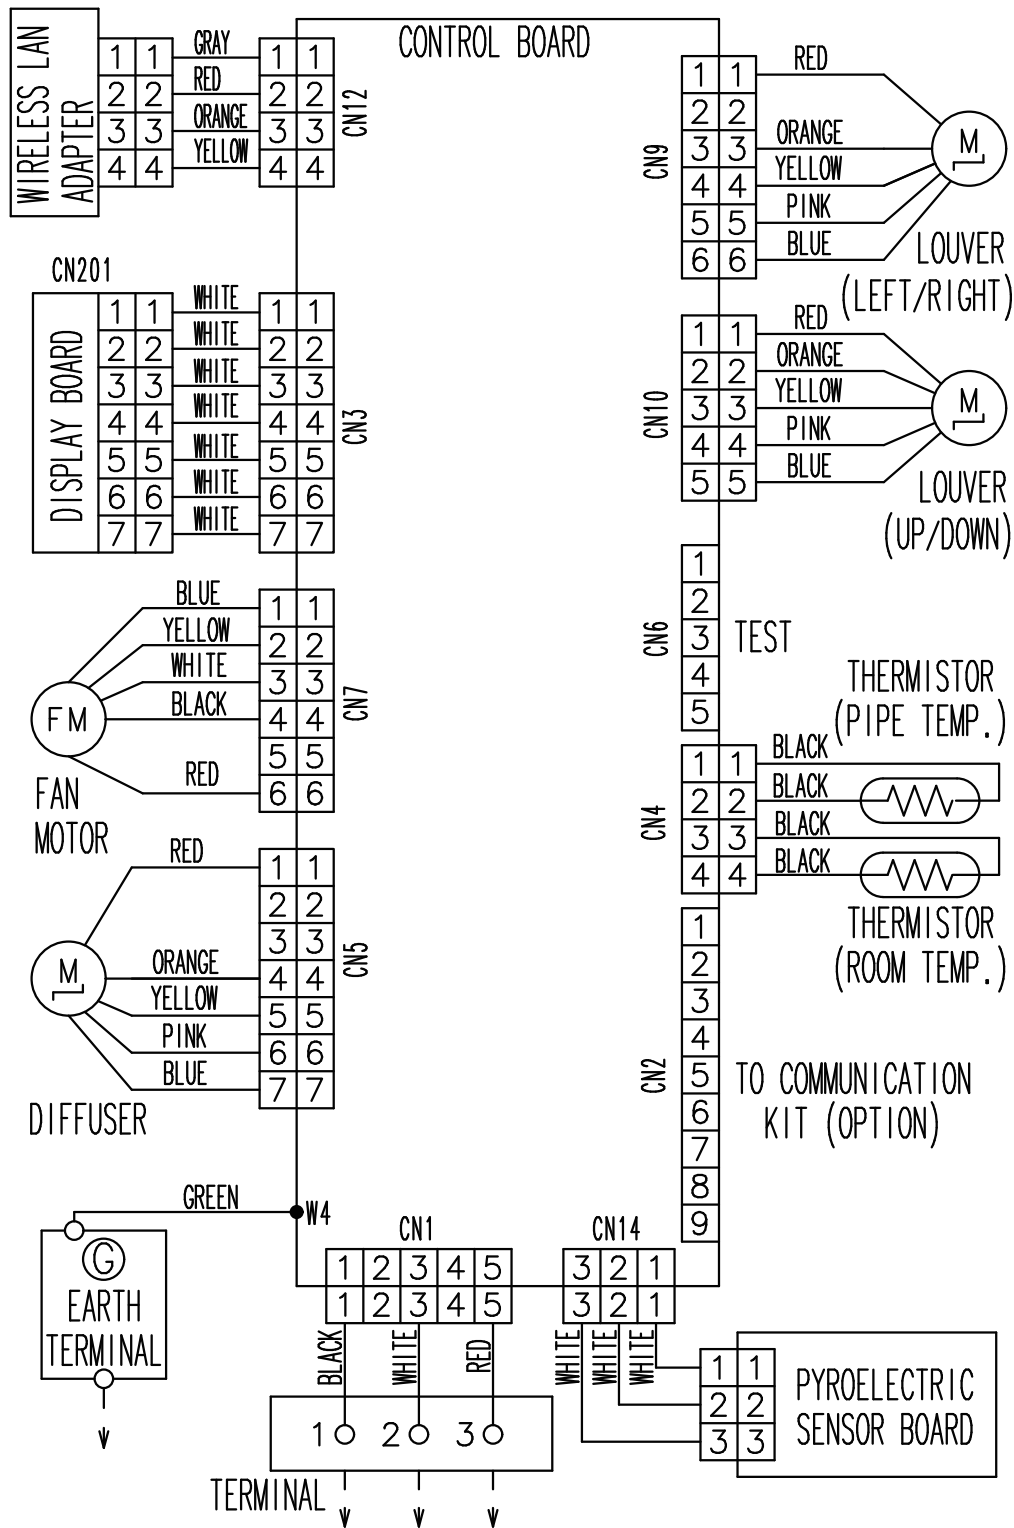 CONTROL BOARD
WIRELESS LAN
ADAPTER
1 1 GRAY 1 1
2 2 RED 2 2
3 3 ORANGE 3 3
4 4 YELLOW 4 4
CN12
CN201
DISPLAY BOARD
1 1 WHITE 1 1
2 2 WHITE 2 2
3 3 WHITE 3 3
4 4 WHITE 4 4
5 5 WHITE 5 5
6 6 WHITE 6 6
7 7 WHITE 7 7
CN3
BLUE 1 1
YELLOW 2 2
WHITE 3 3
BLACK 4 4
5 5
RED 6 6
CN7
FM
FAN
MOTOR
RED 1 1
2 2
3 3
ORANGE 4 4
YELLOW 5 5
PINK 6 6
BLUE 7 7
CN5
M
DIFFUSER
GREEN
W4
G
EARTH
TERMINAL
CN9
1 1 RED
2 2
3 3 ORANGE
4 4 YELLOW
5 5 PINK
6 6 BLUE
M
LOUVER
(LEFT/RIGHT)
CN10
1 1 RED
2 2 ORANGE
3 3 YELLOW
4 4 PINK
5 5 BLUE
M
LOUVER
(UP/DOWN)
CN6
1
2
3
4
5
TEST
THERMISTOR
(PIPE TEMP.)
CN4
1 1 BLACK
2 2 BLACK
3 3 BLACK
4 4 BLACK
THERMISTOR
(ROOM TEMP.)
CN2
1
2
3
4
5
6
7
8
9
TO COMMUNICATION
KIT (OPTION)
CN1
1 2 3 4 5
1 2 3 4 5
BLACK
WHITE
RED
1 2 3
TERMINAL
CN14
3 2 1
3 2 1
WHITE
WHITE
WHITE
1 1
2 2
3 3
PYROELECTRIC
SENSOR BOARD